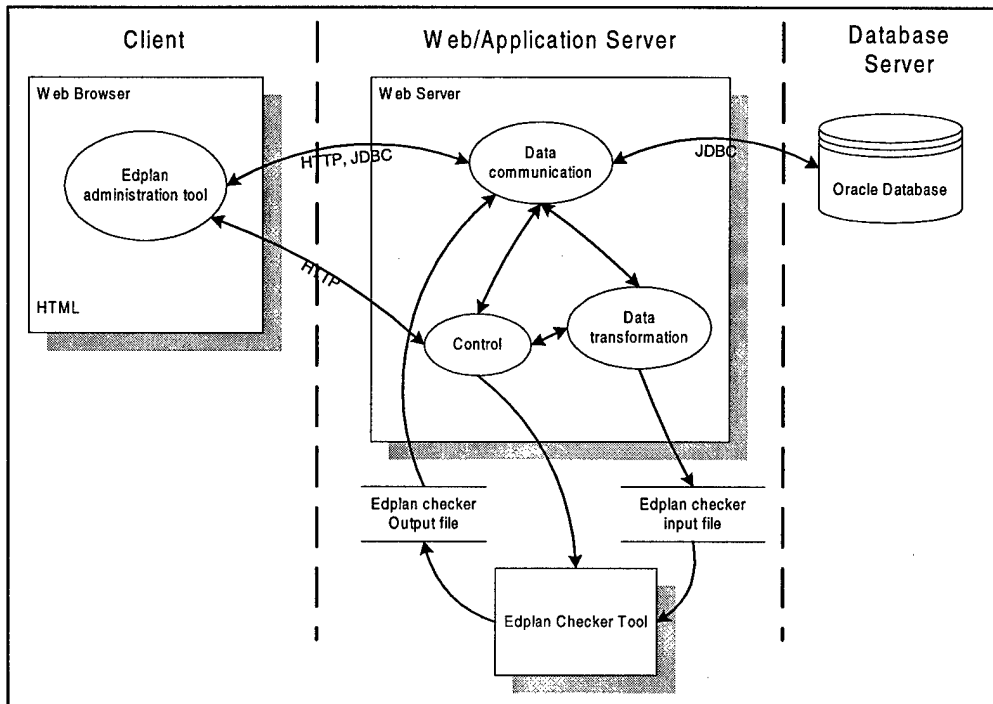 Client
Web/Application Server
Database
Server
Web Browser
Edplan
administration tool
HTML
HTTP, JDBC
HTTP
Web Server
Data
communication
Control
Data
transformation
JDBC
Oracle Database
Edplan checker
Output file
Edplan checker
input file
Edplan Checker Tool